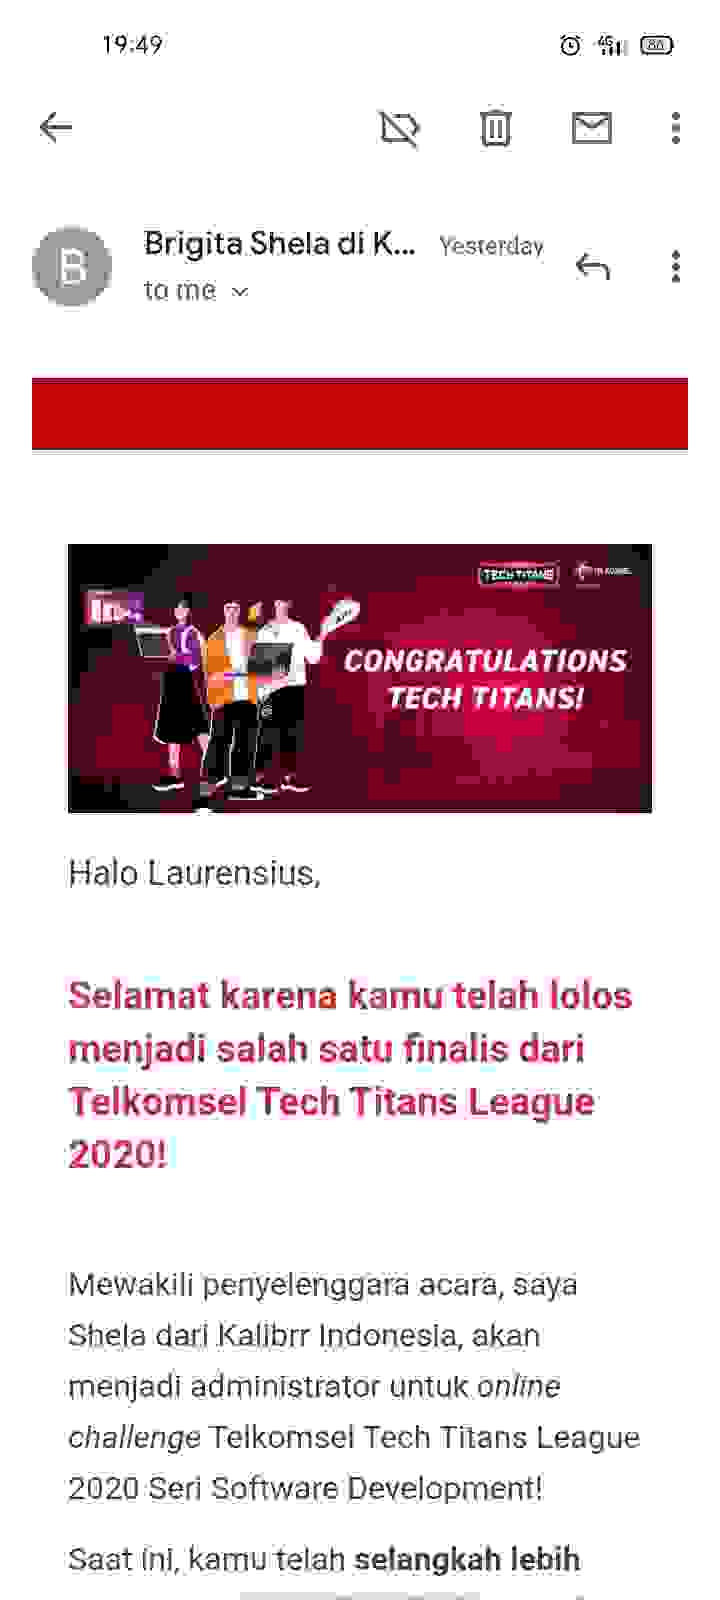 19:49
4G
80
B
Brigita Shela di K...
Yesterday
to me
TECH TITANS
CONGRATULATIONS
TECH TITANS!
Halo Laurensius,
Selamat karena kamu telah lolos
menjadi salah satu finalis dari
Telkomsel Tech Titans League
2020!
Mewakili penyelenggara acara, saya
Shela dari Kalibrr Indonesia, akan
menjadi administrator untuk online
challenge Telkomsel Tech Titans League
2020 Seri Software Development!
Saat ini, kamu telah selangkah lebih